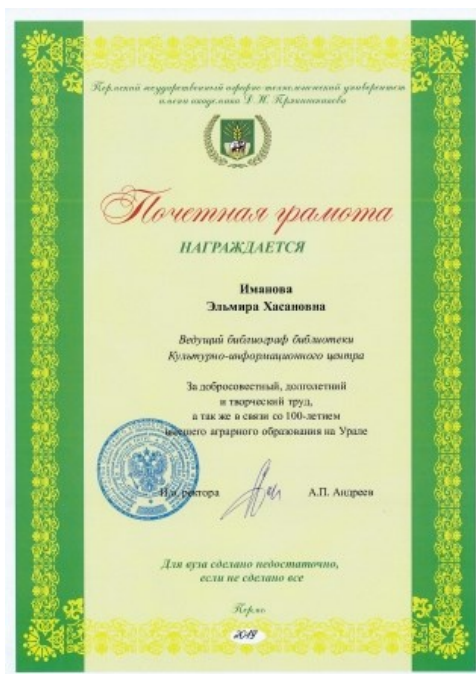 Пермский государственный аграрно-технологический университет
имени академика Д.Н. Прянишникова
Почетная грамота
НАГРАЖДАЕТСЯ
Иманова
Эльмира Хасановна
Ведущий библиограф библиотеки
Культурно-информационного центра
За добросовестный, долголетний
и творческий труд,
а так же в связи со 100-летием
высшего аграрного образования на Урале
И.о. ректора А.П. Андреев
Для вуза сделано недостаточно,
если не сделано все
Пермь
2019